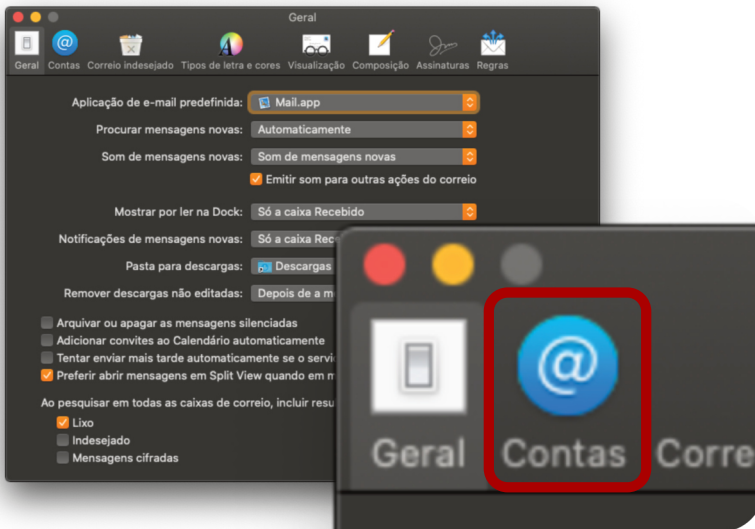 Geral
Geral Contas Correio indesejado Tipos de letra e cores Visualização Composição Assinaturas Regras
Aplicação de e-mail predefinida: Mail.app
Procurar mensagens novas: Automaticamente
Som de mensagens novas: Som de mensagens novas
Emitir som para outras ações do correio
Mostrar por ler na Dock: Só a caixa Recebido
Notificações de mensagens novas: Só a caixa Rec
Pasta para descargas: Descargas
Remover descargas não editadas: Depois de a m
Arquivar ou apagar as mensagens silenciadas
Adicionar convites ao Calendário automaticamente
Tentar enviar mais tarde automaticamente se o servi
Preferir abrir mensagens em Split View quando em m
Ao pesquisar em todas as caixas de correio, incluir resu
Lixo
Indesejado
Mensagens cifradas
@
Geral Contas Corre